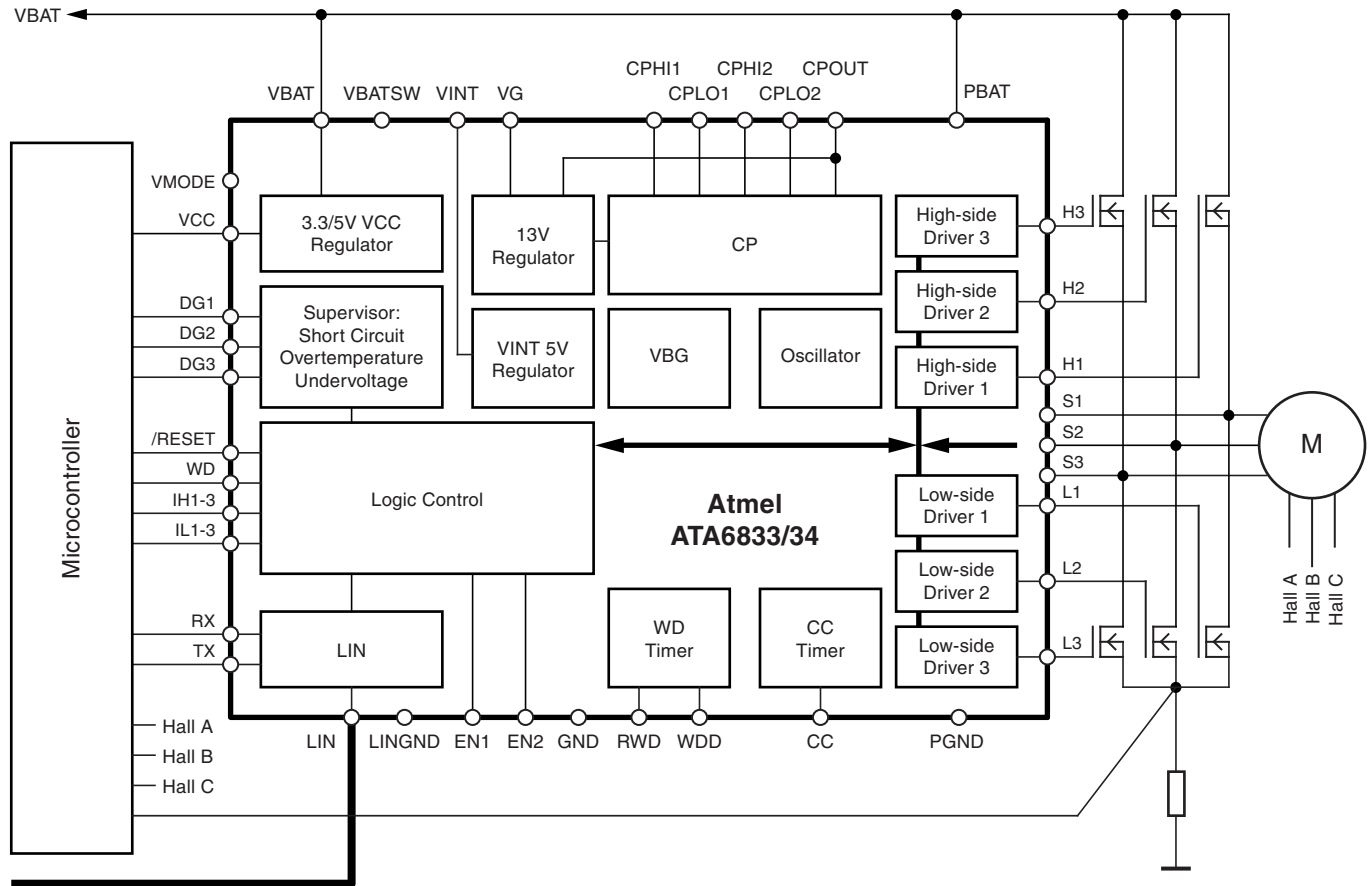 VBAT
CPHI1
CPHI2
CPOUT
VBAT
VBATSW
VINT
VG
CPLO1
CPLO2
PBAT
VMODE
VCC
3.3/5V VCC
Regulator
13V
Regulator
CP
High-side
Driver 3
H3
High-side
Driver 2
H2
DG1
DG2
DG3
Supervisor:
Short Circuit
Overtemperature
Undervoltage
VINT 5V
Regulator
VBG
Oscillator
High-side
Driver 1
H1
S1
S2
S3
M
Microcontroller
/RESET
WD
IH1-3
IL1-3
Logic Control
Atmel
ATA6833/34
Low-side
Driver 1
L1
Low-side
Driver 2
L2
Hall A
Hall B
Hall C
RX
TX
LIN
WD
Timer
CC
Timer
Low-side
Driver 3
L3
Hall A
Hall B
Hall C
LIN
LINGND
EN1
EN2
GND
RWD
WDD
CC
PGND